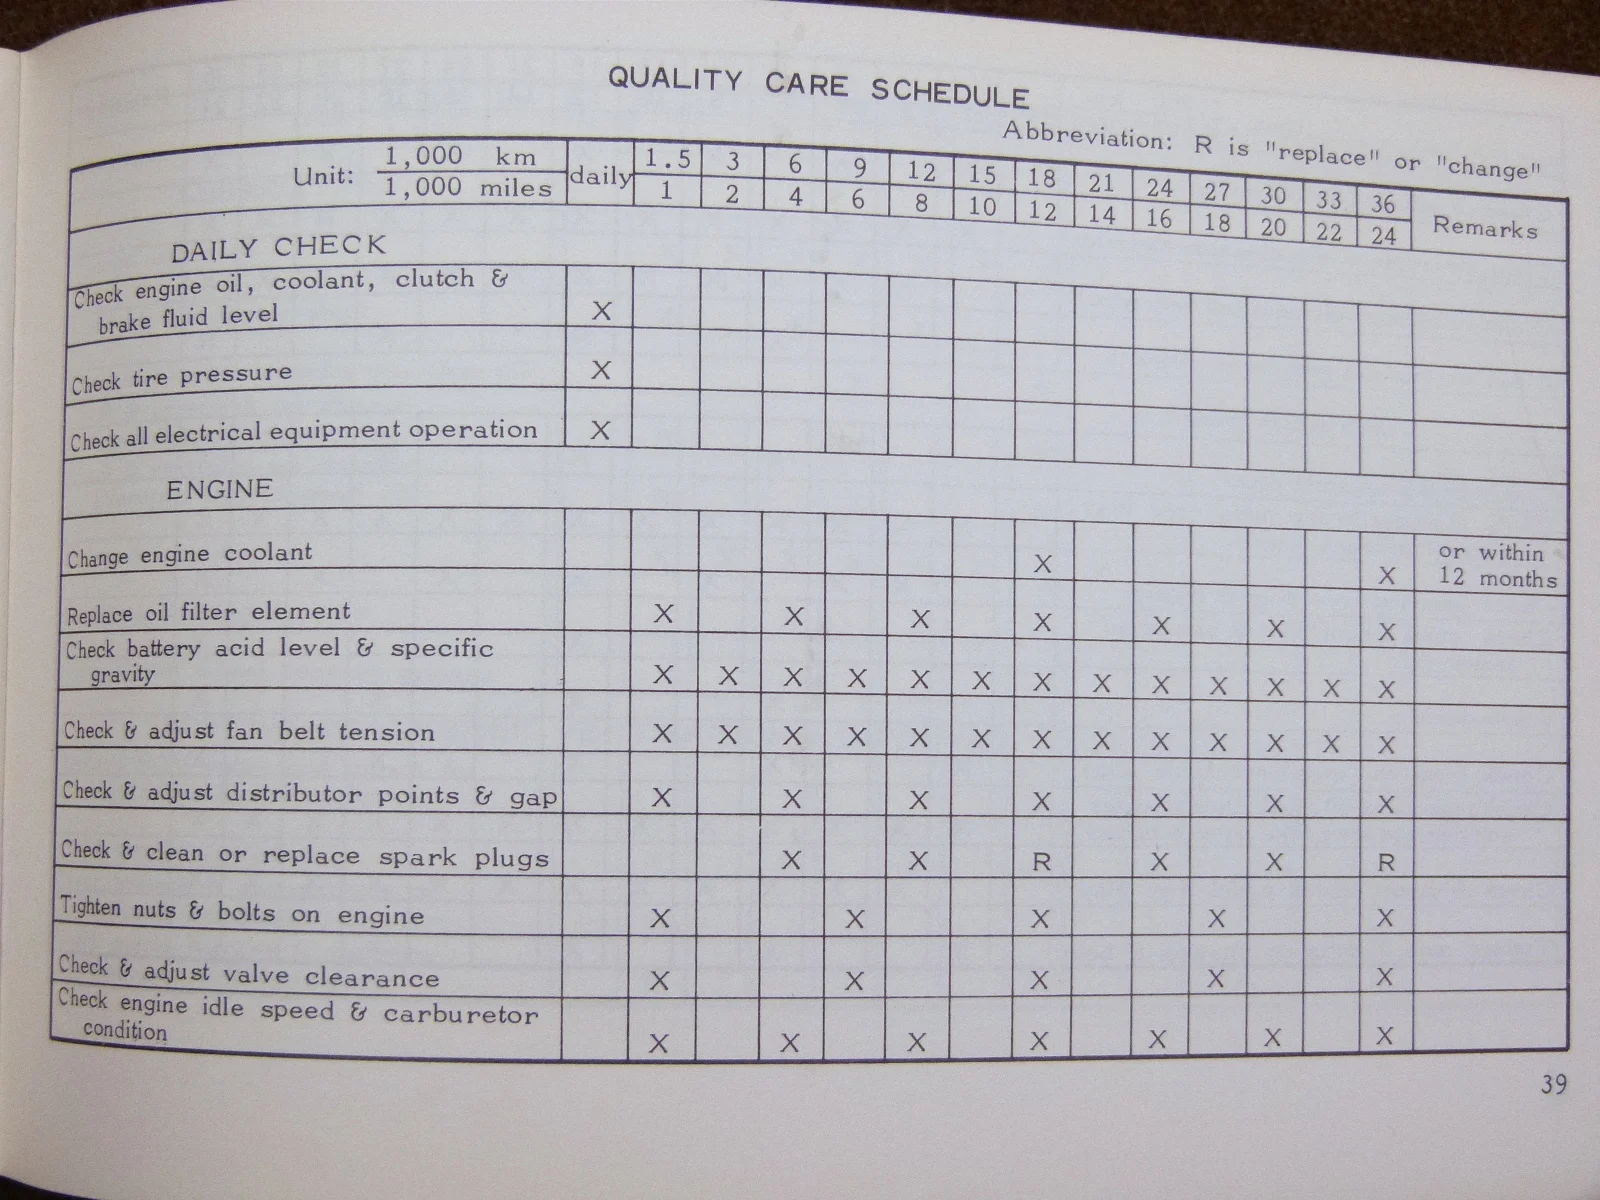 QUALITY CARE SCHEDULE
Abbreviation: R is "replace" or "change"
Unit: 1,000 km daily 1.5 3 6 9 12 15 18 21 24 27 30 33 36 Remarks
1,000 miles 1 2 4 6 8 10 12 14 16 18 20 22 24
DAILY CHECK
Check engine oil, coolant, clutch &
brake fluid level X
Check tire pressure X
Check all electrical equipment operation X
ENGINE
Change engine coolant X X or within
12 months
Replace oil filter element X X X X X X X
Check battery acid level & specific
gravity X X X X X X X X X X X X X
Check & adjust fan belt tension X X X X X X X X X X X X X
Check & adjust distributor points & gap X X X X X X X
Check & clean or replace spark plugs X X R X X R
Tighten nuts & bolts on engine X X X X X
Check & adjust valve clearance X X X X X
Check engine idle speed & carburetor
condition X X X X X X X
39